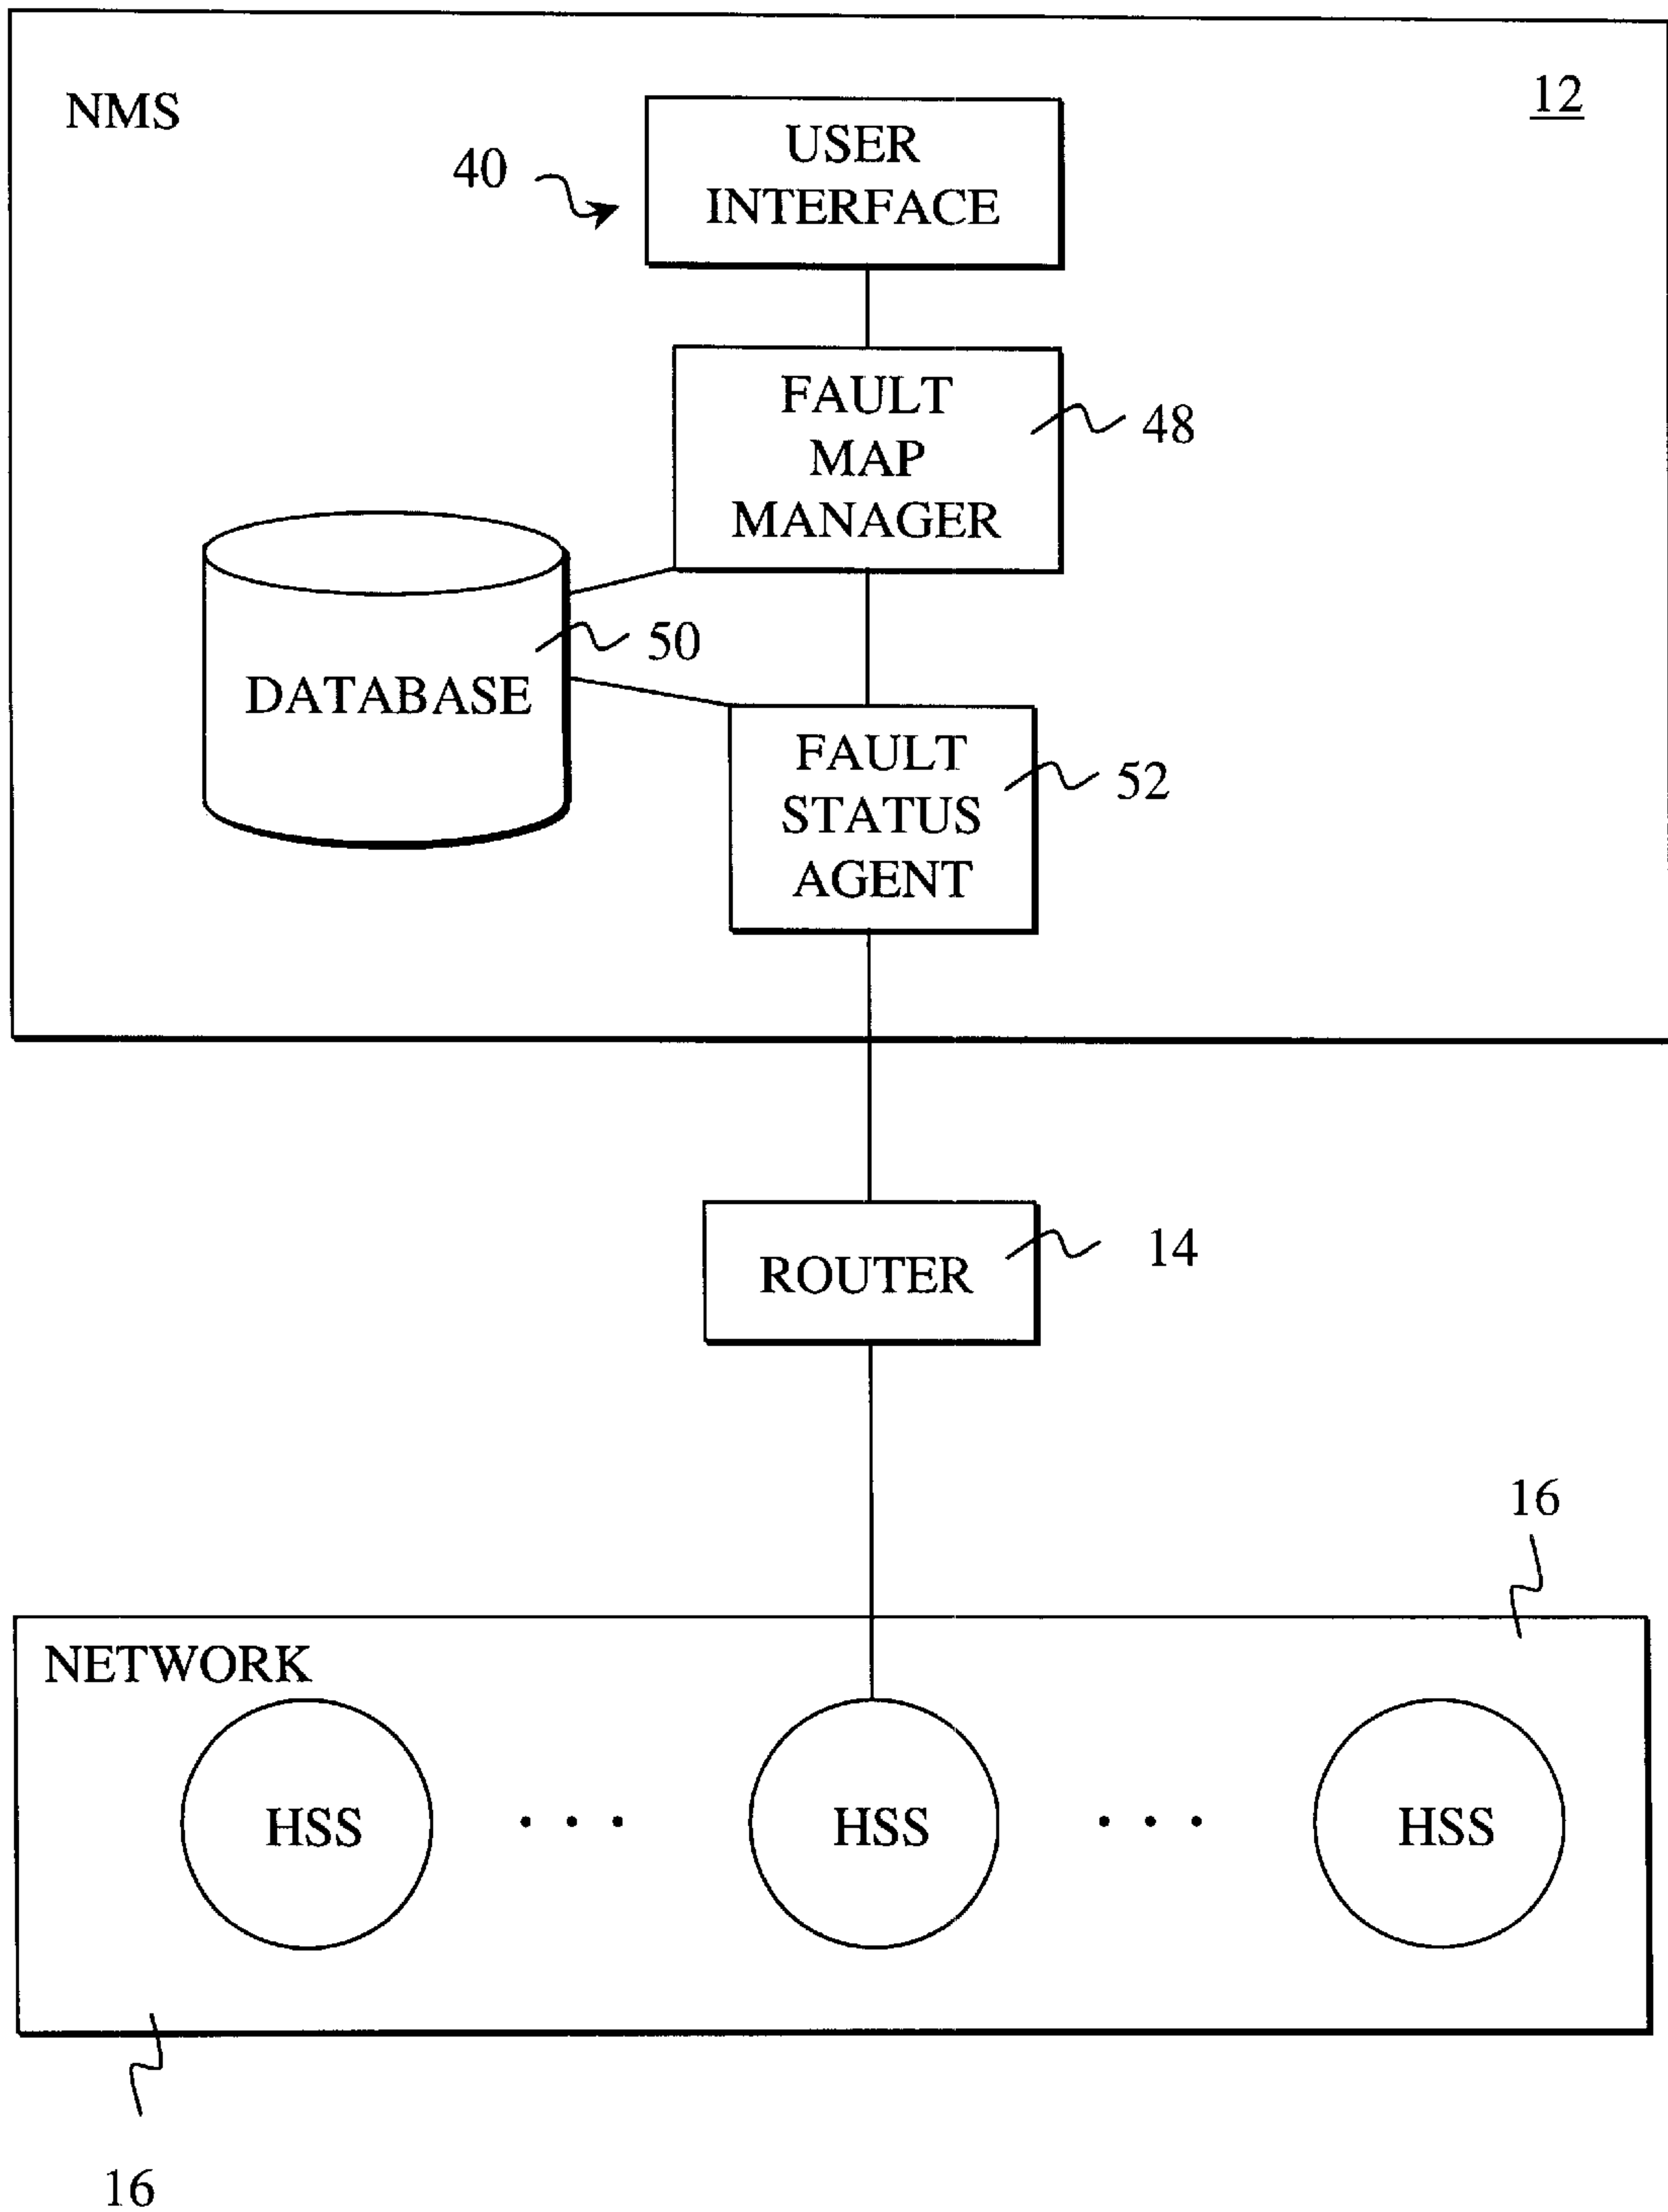 NMS
12
40
USER
INTERFACE
FAULT
MAP
MANAGER
48
50
DATABASE
FAULT
STATUS
AGENT
52
ROUTER
14
16
NETWORK
HSS ... HSS ... HSS
16